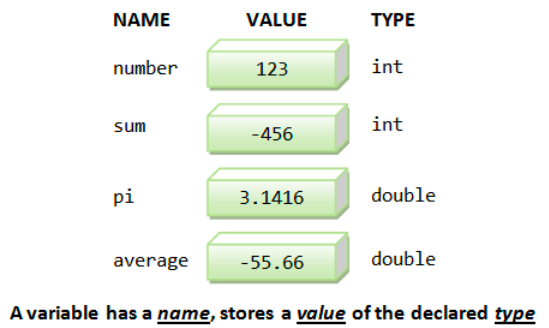 NAME VALUE TYPE
number 123 int
sum -456 int
pi 3.1416 double
average -55.66 double
A variable has a name, stores a value of the declared type